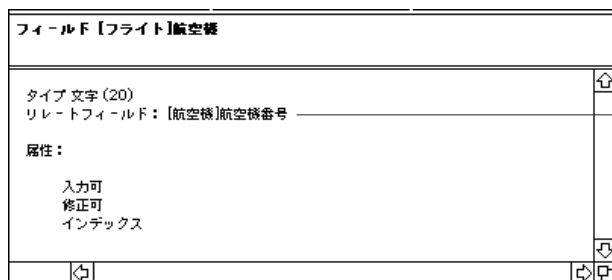 フィールド [フライト]航空機
タイプ 文字 (20)
リレートフィールド: [航空機]航空機番号
属性:
入力可
修正可
インデックス